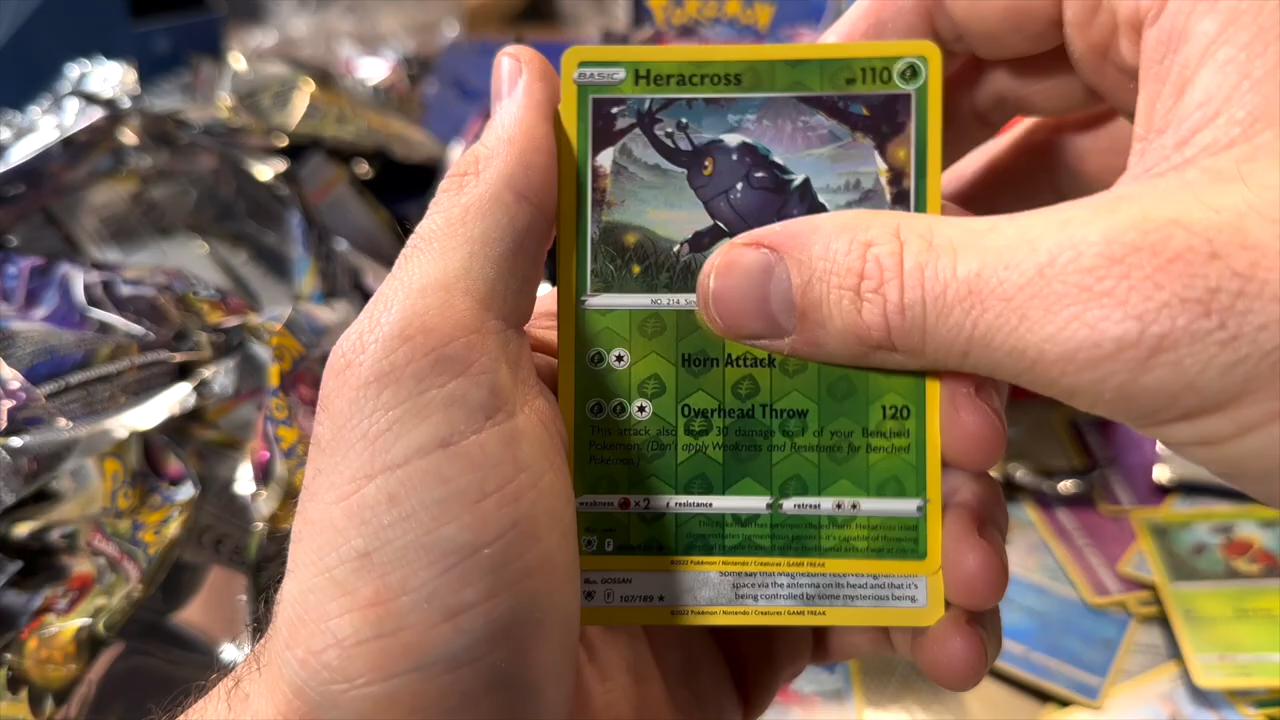 Pokémon
BASIC Heracross HP 110
NO. 214
Horn Attack
Overhead Throw 120
This attack also does 30 damage to 1 of your Benched
Pokémon. (Don't apply Weakness and Resistance for Benched
Pokémon.)
weakness ×2 resistance retreat
©2022 Pokémon / Nintendo / Creatures / GAME FREAK
Some say that Magnezone receives signals from
space via the antenna on its head and that it's
being controlled by some mysterious being.
Illus. GOSSAN
F 107/189 ★
©2022 Pokémon / Nintendo / Creatures / GAME FREAK